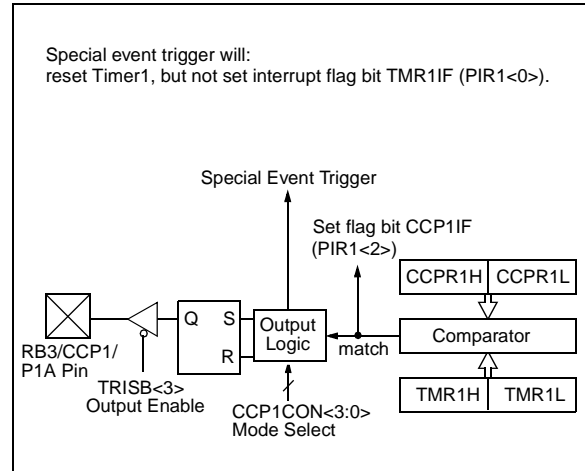 Special event trigger will:
reset Timer1, but not set interrupt flag bit TMR1IF (PIR1<0>).
Special Event Trigger
Set flag bit CCP1IF
(PIR1<2>)
CCPR1H CCPR1L
Q S Output
Logic
R
match
Comparator
RB3/CCP1/
P1A Pin
TRISB<3>
Output Enable
CCP1CON<3:0>
Mode Select
TMR1H TMR1L